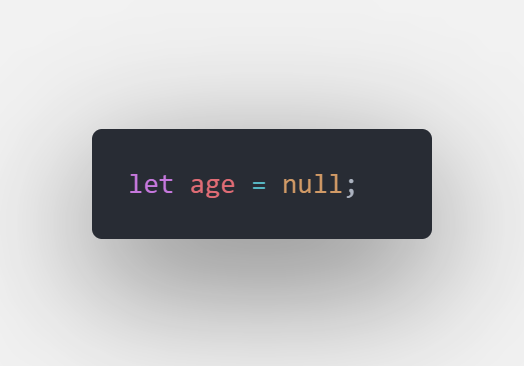 let age = null;